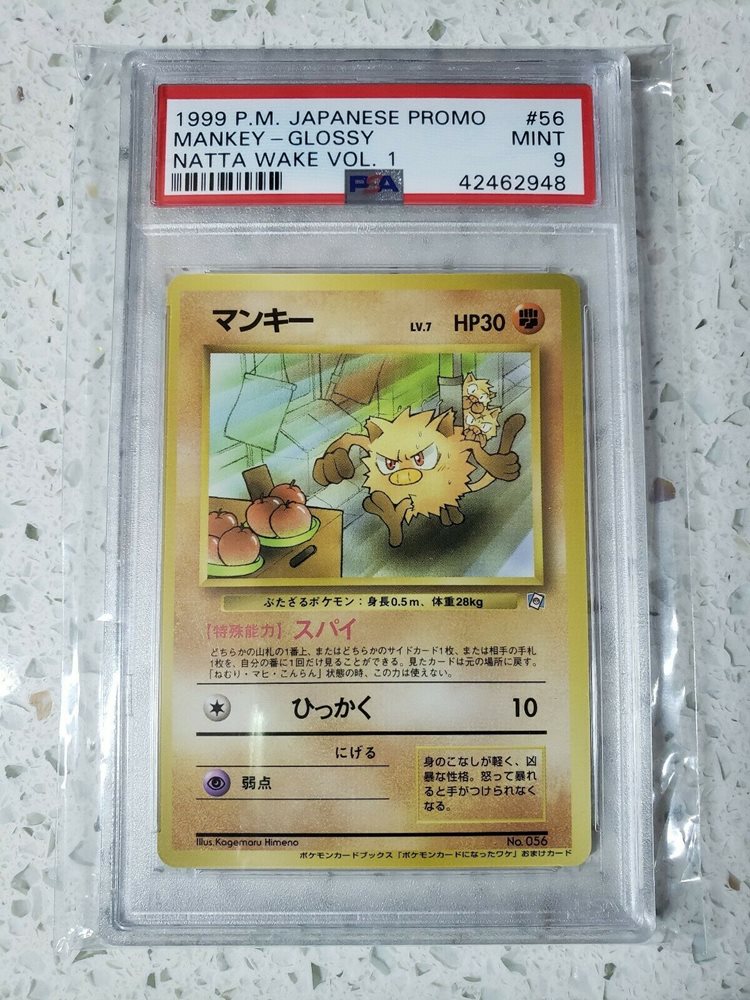 1999 P.M. JAPANESE PROMO #56
MANKEY-GLOSSY MINT
NATTA WAKE VOL. 1 9
PSA 42462948
マンキー LV.7 HP30
ぶたざるポケモン：身長0.5m、体重28kg
【特殊能力】スパイ
どちらかの山札の1番上、またはどちらかのサイドカード1枚、または相手の手札
1枚を、自分の番に1回だけ見ることができる。見たカードは元の場所に戻す。
「ねむり・マヒ・こんらん」状態の時、この力は使えない。
ひっかく 10
にげる
弱点
身のこなしが軽く、凶
暴な性格。怒って暴れ
ると手がつけられなく
なる。
Illus.Kagemaru Himeno No.056
ポケモンカードブックス「ポケモンカードになったワケ」おまけカード